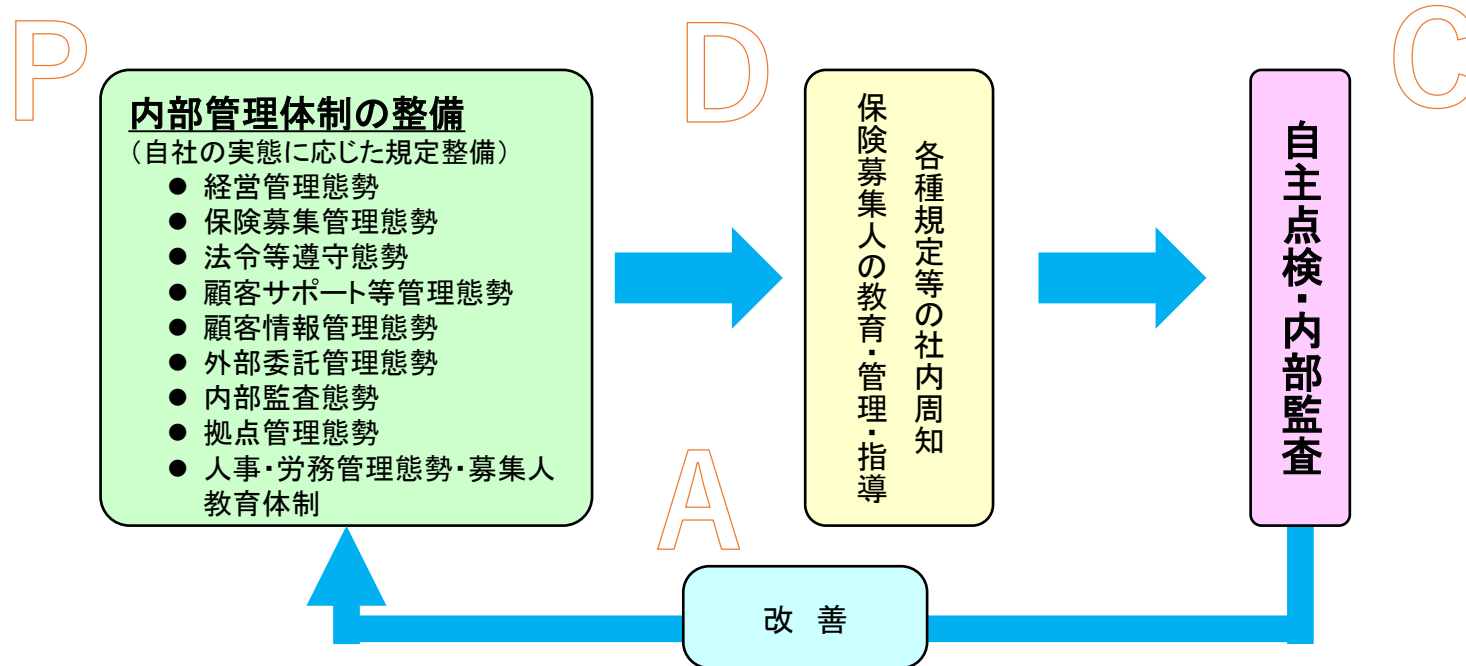 P
内部管理体制の整備
（自社の実態に応じた規定整備）
● 経営管理態勢
● 保険募集管理態勢
● 法令等遵守態勢
● 顧客サポート等管理態勢
● 顧客情報管理態勢
● 外部委託管理態勢
● 内部監査態勢
● 拠点管理態勢
● 人事・労務管理態勢・募集人
教育体制
D
各種規定等の社内周知
保険募集人の教育・管理・指導
C
自主点検・内部監査
A
改 善